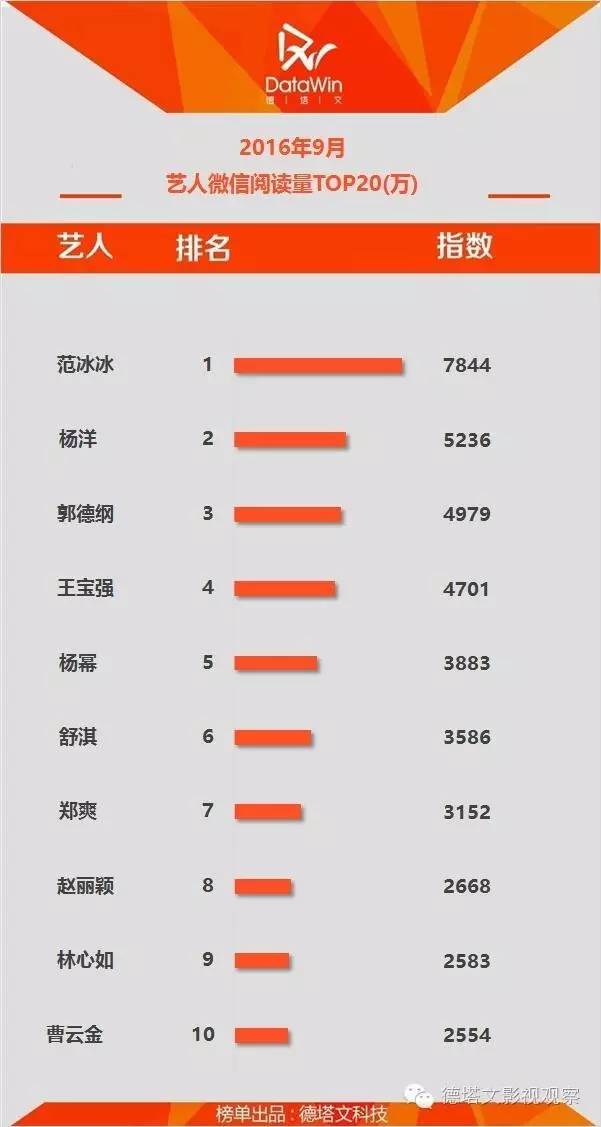 DataWin
德 | 塔 | 文
2016年9月
艺人微信阅读量TOP20(万)
艺人 排名 指数
范冰冰 1 7844
杨洋 2 5236
郭德纲 3 4979
王宝强 4 4701
杨幂 5 3883
舒淇 6 3586
郑爽 7 3152
赵丽颖 8 2668
林心如 9 2583
曹云金 10 2554
德塔文影视观察
榜单出品：德塔文科技